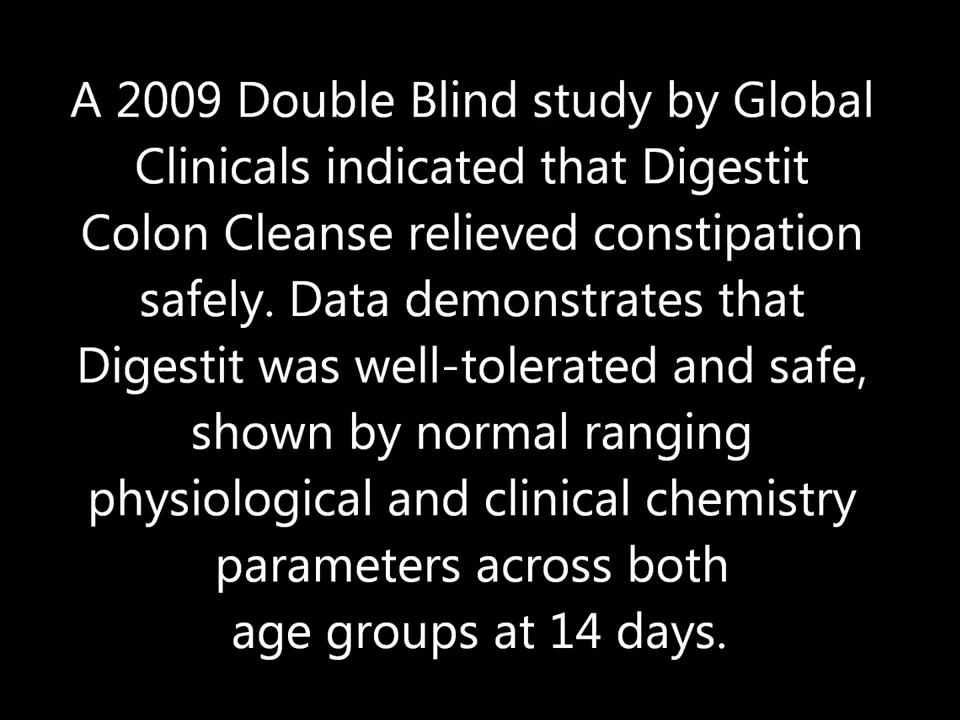 A 2009 Double Blind study by Global
Clinicals indicated that Digestit
Colon Cleanse relieved constipation
safely. Data demonstrates that
Digestit was well-tolerated and safe,
shown by normal ranging
physiological and clinical chemistry
parameters across both
age groups at 14 days.